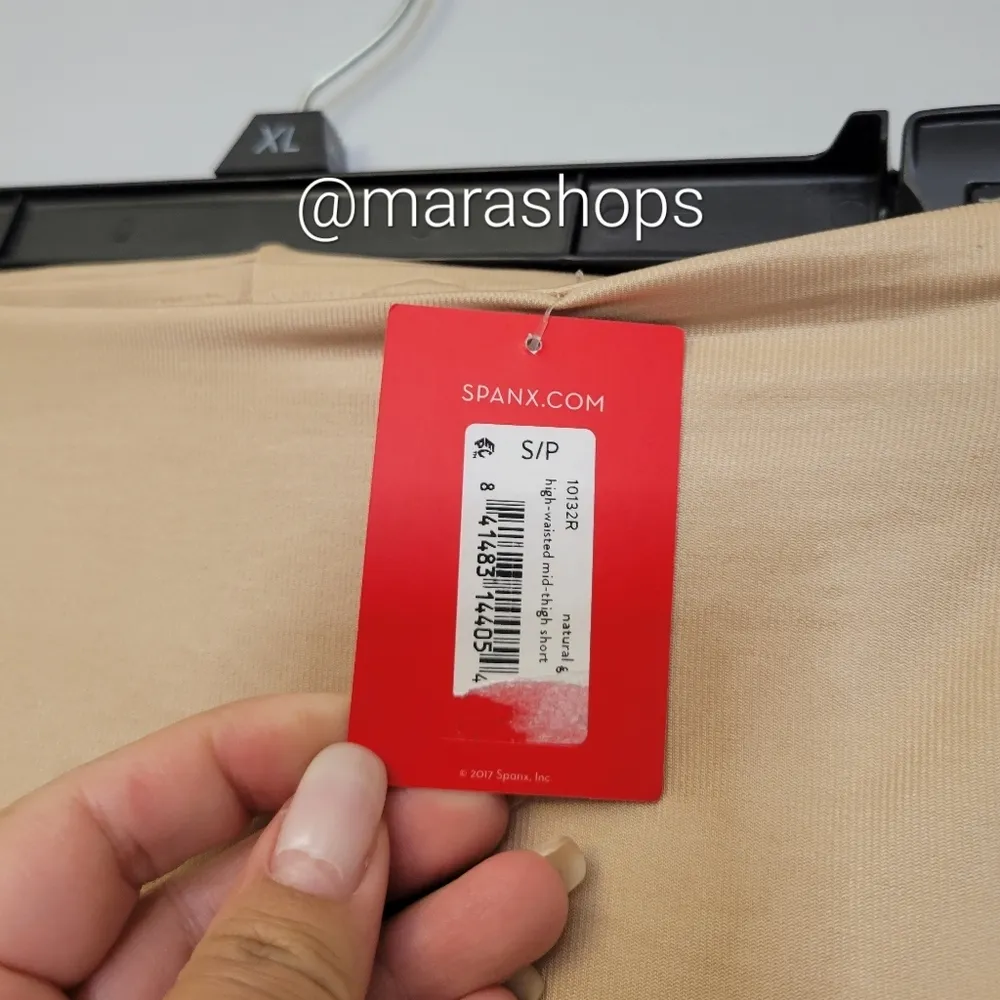 XL
@marashops
SPANX.COM
S/P
10132R
high-waisted mid-thigh short
natural &
8 41483 14405 4
© 2017 Spanx, Inc